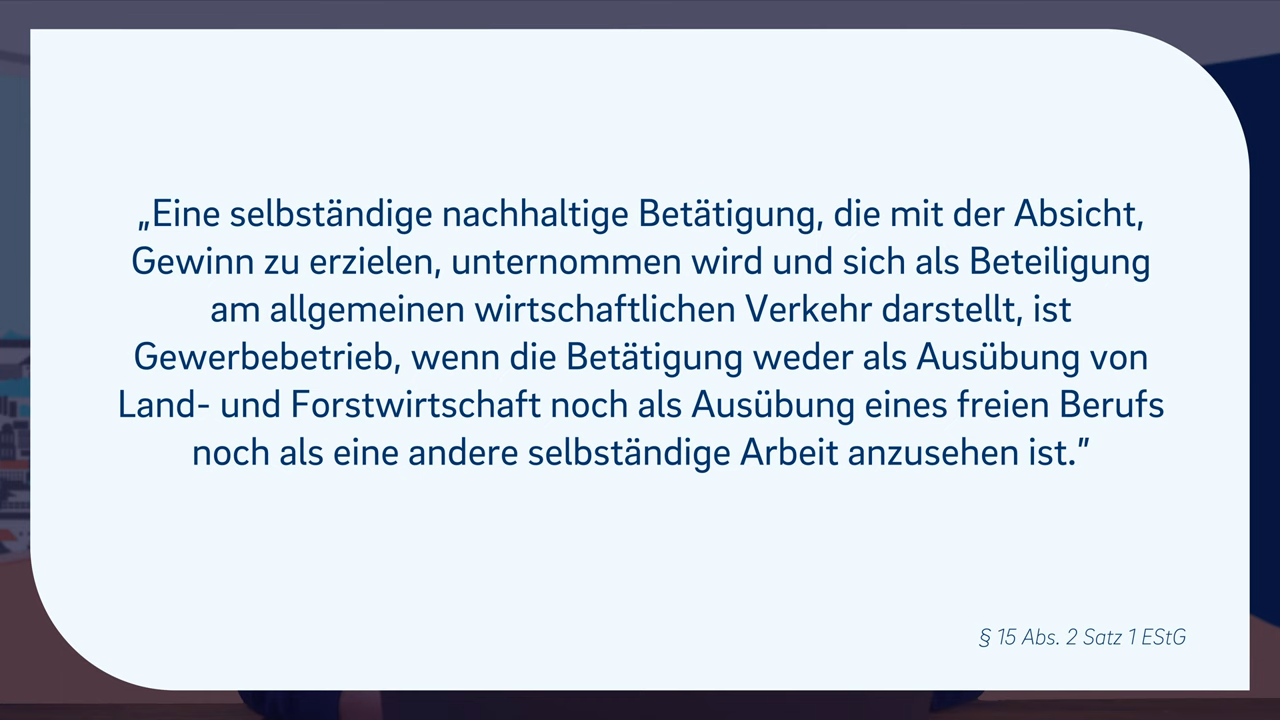 „Eine selbständige nachhaltige Betätigung, die mit der Absicht,
Gewinn zu erzielen, unternommen wird und sich als Beteiligung
am allgemeinen wirtschaftlichen Verkehr darstellt, ist
Gewerbebetrieb, wenn die Betätigung weder als Ausübung von
Land- und Forstwirtschaft noch als Ausübung eines freien Berufs
noch als eine andere selbständige Arbeit anzusehen ist.”
§ 15 Abs. 2 Satz 1 EStG